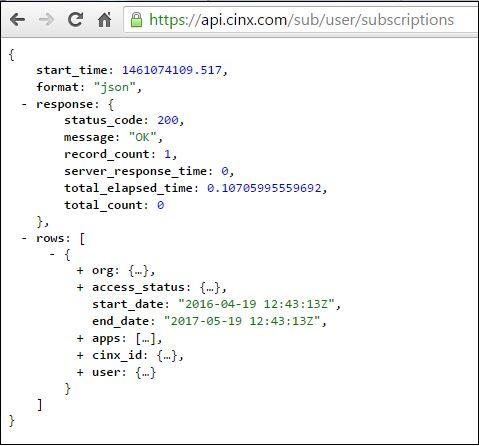 https://api.cinx.com/sub/user/subscriptions
{
start_time: 1461074109.517,
format: "json",
- response: {
status_code: 200,
message: "OK",
record_count: 1,
server_response_time: 0,
total_elapsed_time: 0.10705995559692,
total_count: 0
},
- rows: [
- {
+ org: {…},
+ access_status: {…},
start_date: "2016-04-19 12:43:13Z",
end_date: "2017-05-19 12:43:13Z",
+ apps: […],
+ cinx_id: {…},
+ user: {…}
}
]
}